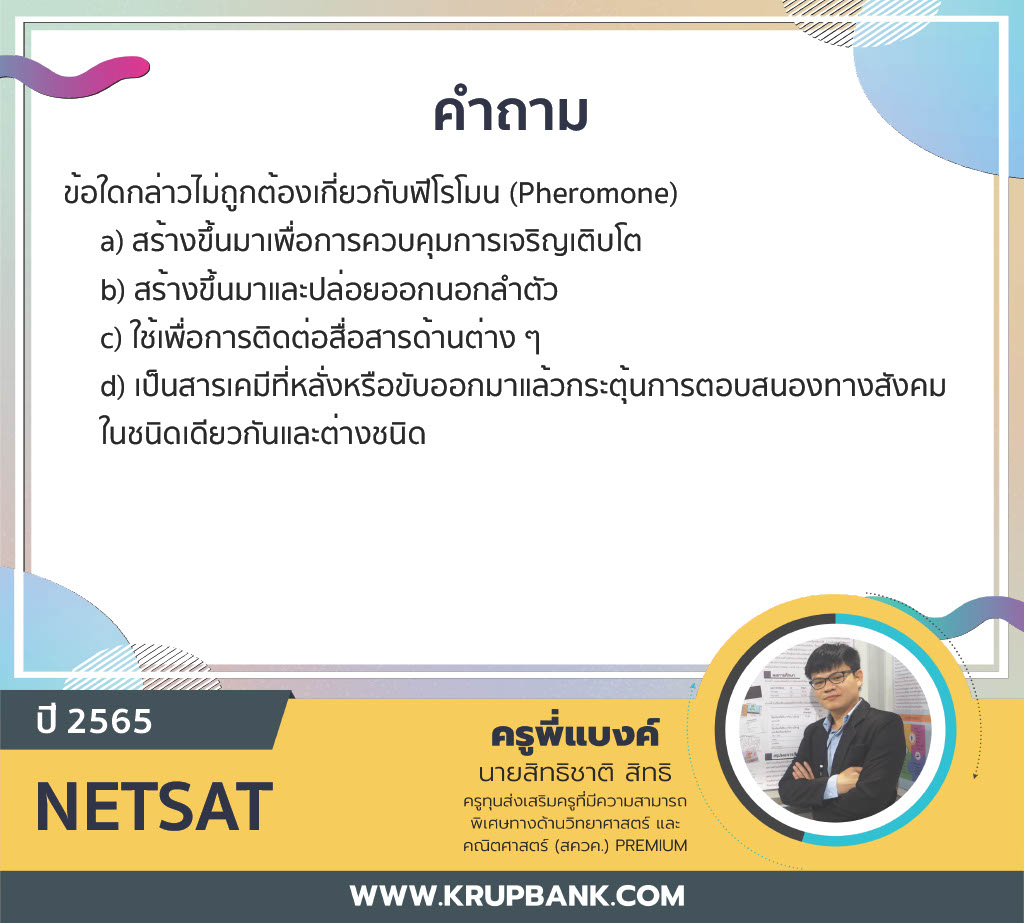 คำถาม
ข้อใดกล่าวไม่ถูกต้องเกี่ยวกับฟีโรโมน (Pheromone)
a) สร้างขึ้นมาเพื่อการควบคุมการเจริญเติบโต
b) สร้างขึ้นมาและปล่อยออกนอกลำตัว
c) ใช้เพื่อการติดต่อสื่อสารด้านต่าง ๆ
d) เป็นสารเคมีที่หลั่งหรือขับออกมาแล้วกระตุ้นการตอบสนองทางสังคม
ในชนิดเดียวกันและต่างชนิด
ปี 2565
NETSAT
ครูพี่แบงค์
นายสิทธิชาติ สิทธิ
ครูทุนส่งเสริมครูที่มีความสามารถ
พิเศษทางด้านวิทยาศาสตร์ และ
คณิตศาสตร์ (สควค.) PREMIUM
WWW.KRUPBANK.COM